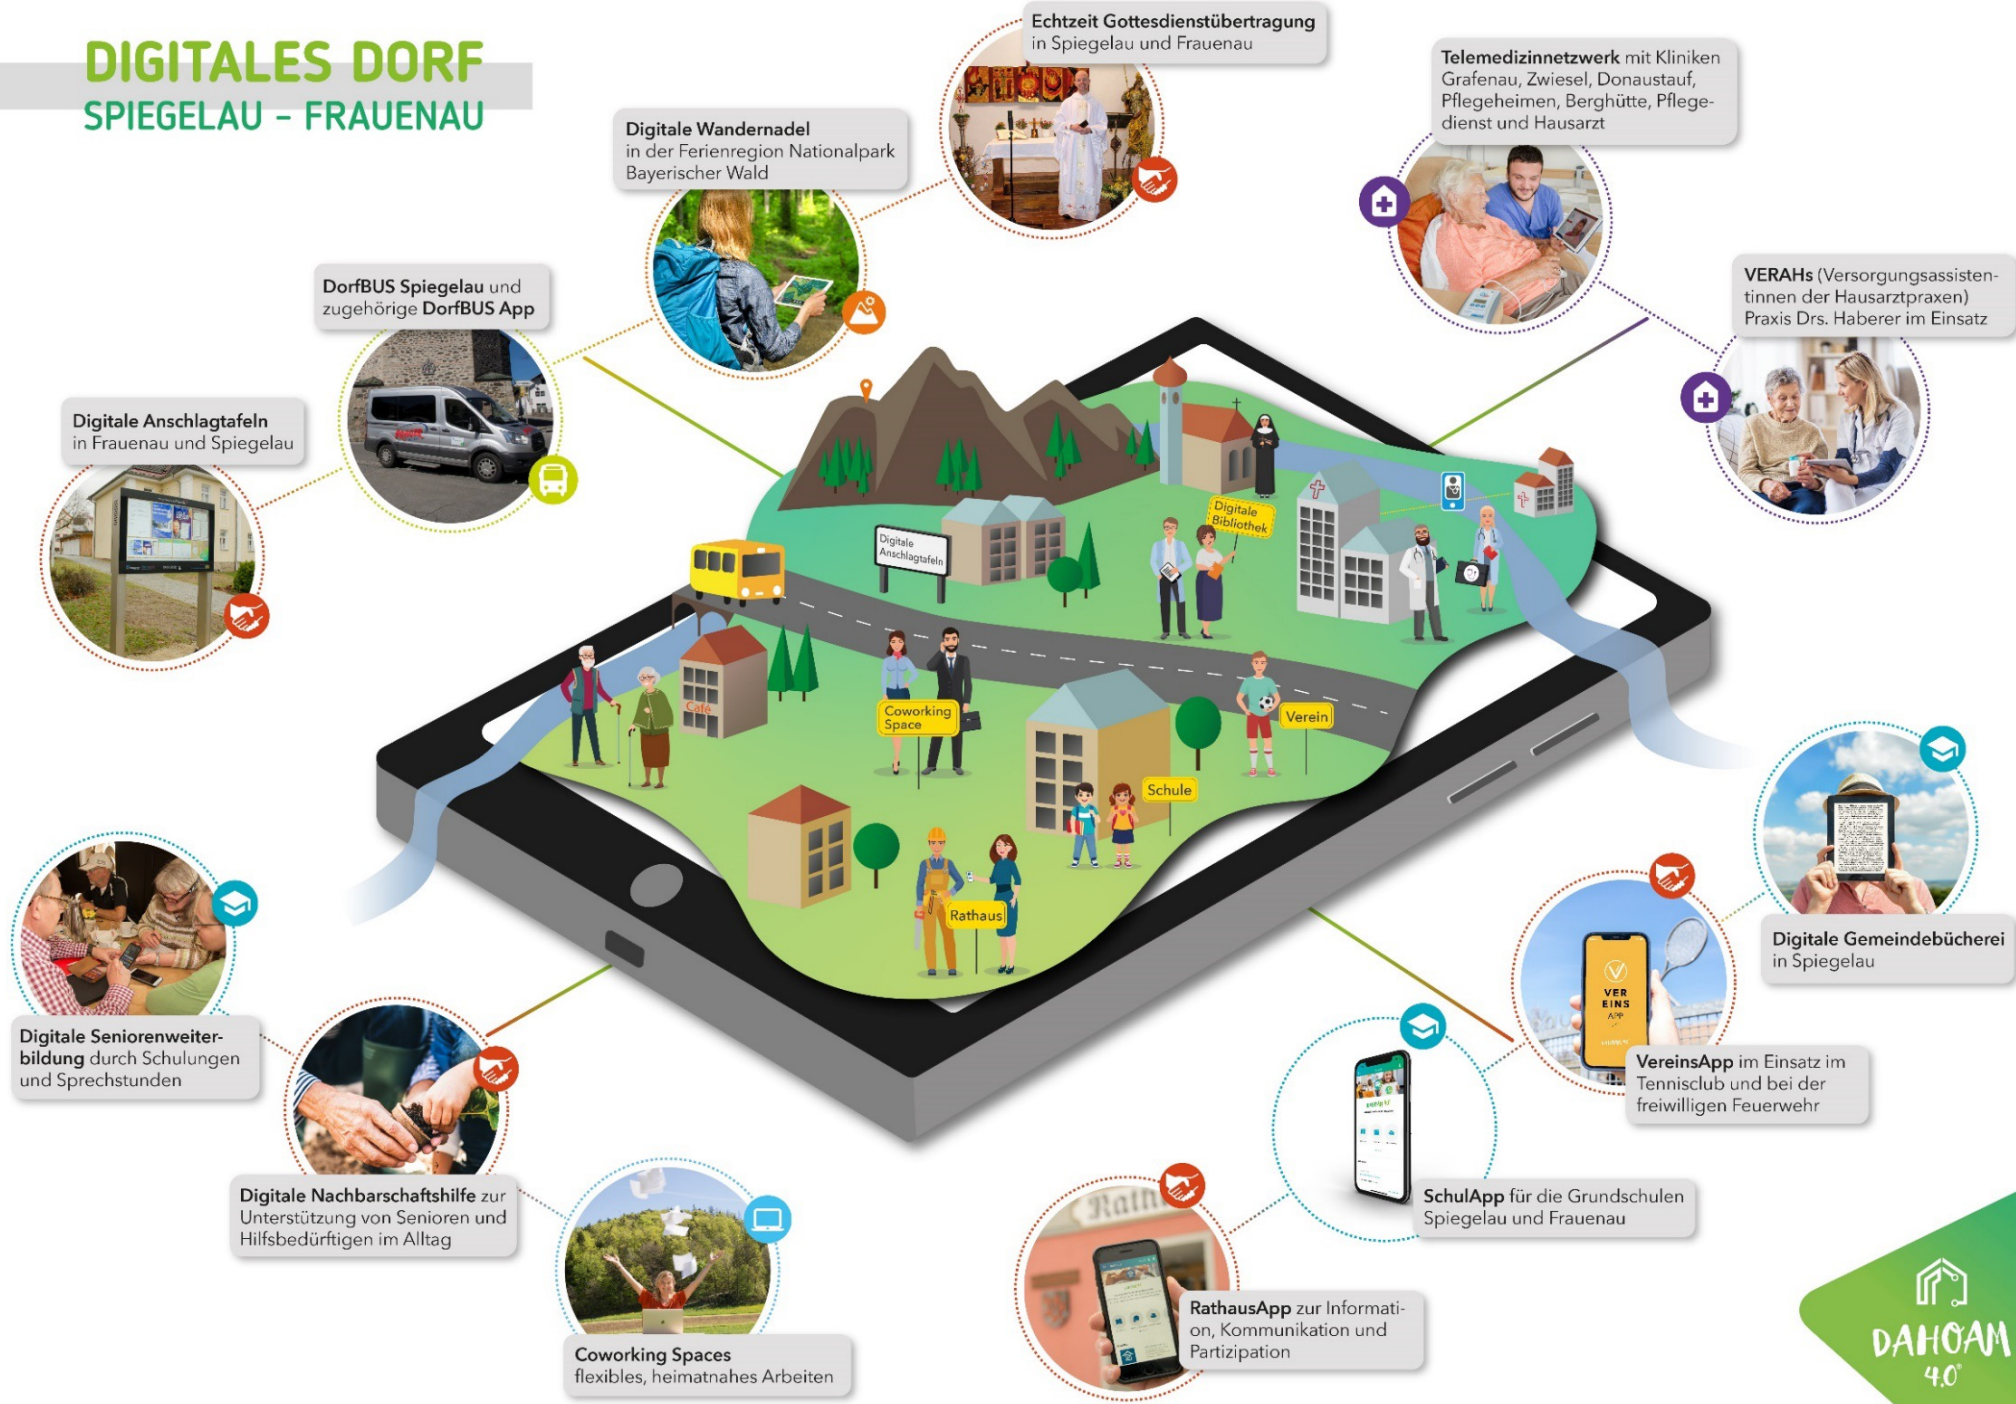 DIGITALES DORF
SPIEGELAU – FRAUENAU
Echtzeit Gottesdienstübertragung
in Spiegelau und Frauenau
Telemedizinnetzwerk mit Kliniken
Grafenau, Zwiesel, Donaustauf,
Pflegeheimen, Berghütte, Pflege-
dienst und Hausarzt
Digitale Wandernadel
in der Ferienregion Nationalpark
Bayerischer Wald
VERAHs (Versorgungsassisten-
tinnen der Hausarztpraxen)
Praxis Drs. Haberer im Einsatz
DorfBUS Spiegelau und
zugehörige DorfBUS App
Digitale Anschlagtafeln
in Frauenau und Spiegelau
Digitale
Bibliothek
Digitale
Anschlagtafeln
Café
Coworking
Space
Verein
Schule
Rathaus
Digitale Gemeindebücherei
in Spiegelau
VER
EINS
APP
VereinsApp im Einsatz im
Tennisclub und bei der
freiwilligen Feuerwehr
Digitale Seniorenweiter-
bildung durch Schulungen
und Sprechstunden
Digitale Nachbarschaftshilfe zur
Unterstützung von Senioren und
Hilfsbedürftigen im Alltag
SchulApp für die Grundschulen
Spiegelau und Frauenau
RathausApp zur Informati-
on, Kommunikation und
Partizipation
Coworking Spaces
flexibles, heimatnahes Arbeiten
DAHOAM
4.0®